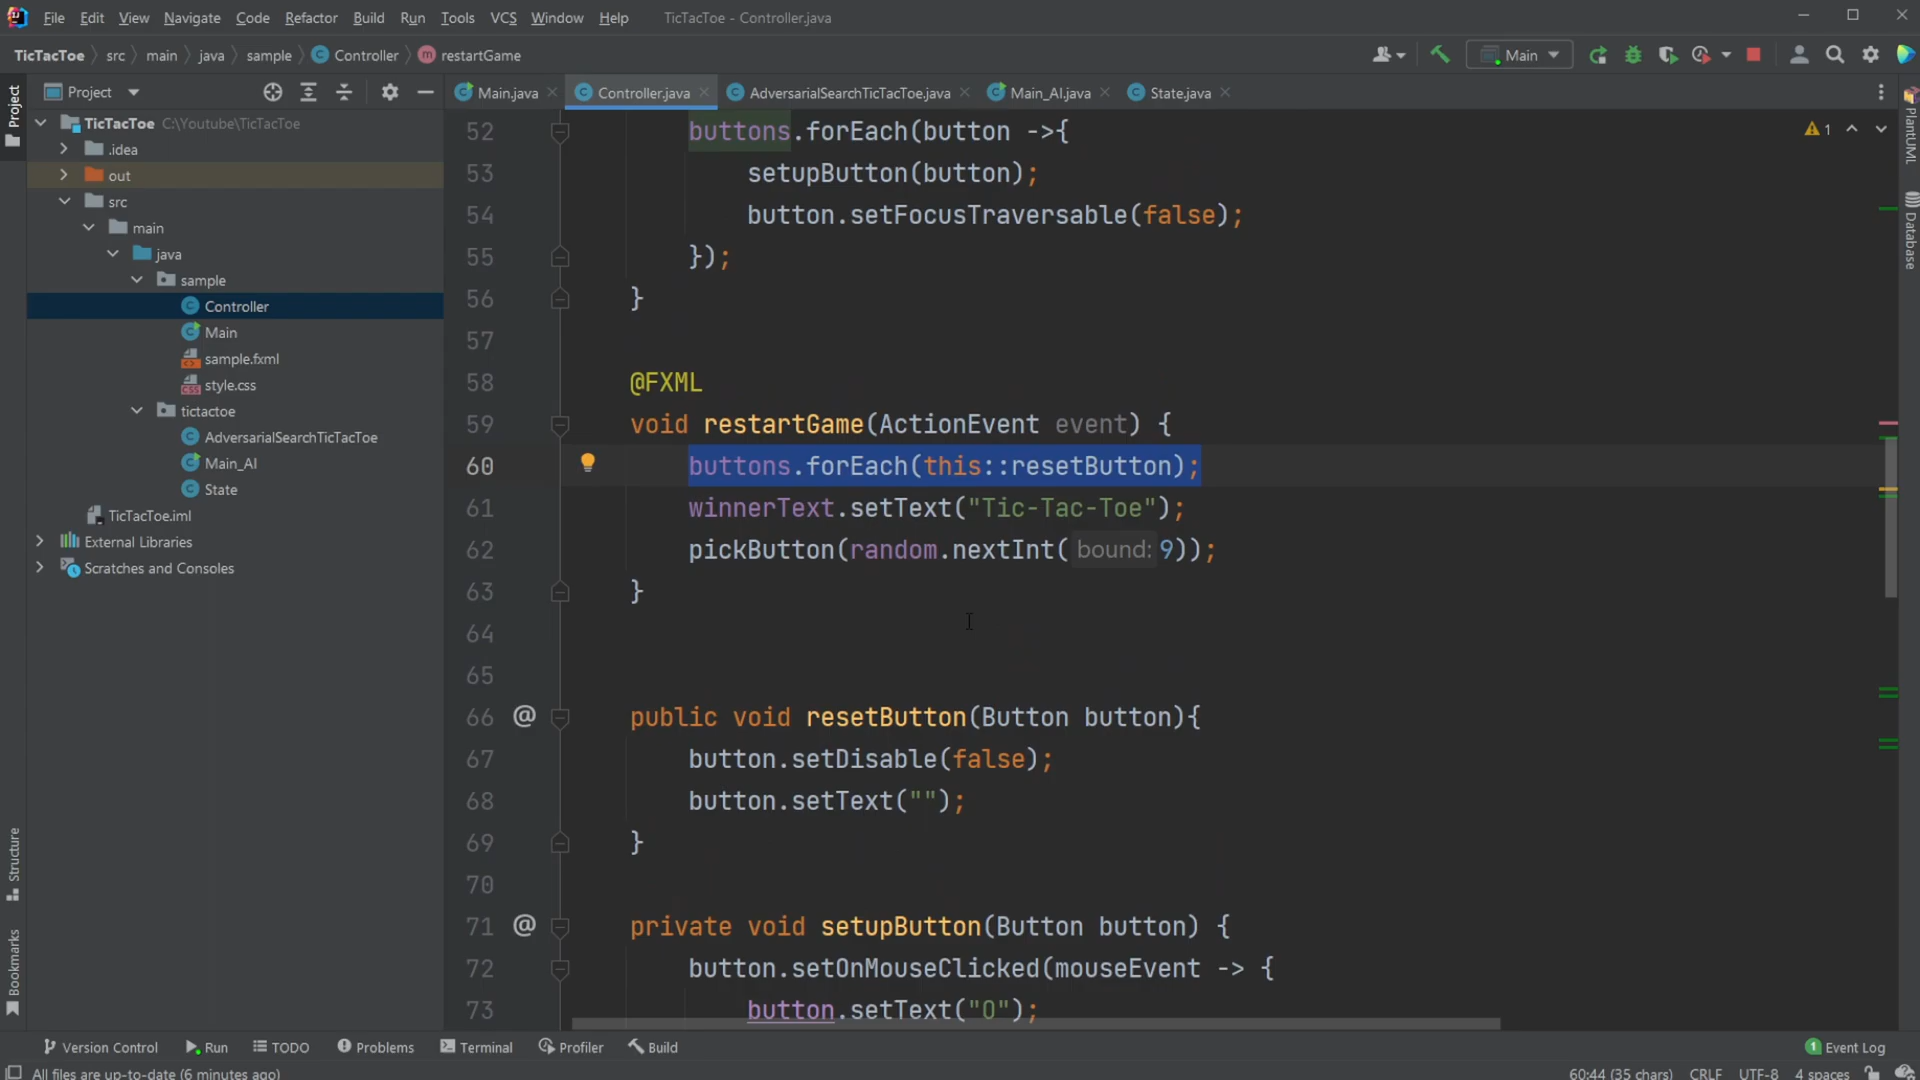 File Edit View Navigate Code Refactor Build Run Tools VCS Window Help TicTacToe - Controller.java
TicTacToe src main java sample Controller restartGame Main
Project Main.java Controller.java AdversarialSearchTicTacToe.java Main_AI.java State.java
Project
TicTacToe C:\Youtube\TicTacToe
.idea
out
src
main
java
sample
Controller
Main
sample.fxml
style.css
tictactoe
AdversarialSearchTicTacToe
Main_AI
State
TicTacToe.iml
External Libraries
Scratches and Consoles
Structure
Bookmarks
52 buttons.forEach(button ->{
53 setupButton(button);
54 button.setFocusTraversable(false);
55 });
56 }
57
58 @FXML
59 void restartGame(ActionEvent event) {
60 buttons.forEach(this::resetButton);
61 winnerText.setText("Tic-Tac-Toe");
62 pickButton(random.nextInt( bound: 9));
63 }
64
65
66 @ public void resetButton(Button button){
67 button.setDisable(false);
68 button.setText("");
69 }
70
71 @ private void setupButton(Button button) {
72 button.setOnMouseClicked(mouseEvent -> {
73 button.setText("O");
1
PlantUML
Database
Version Control Run TODO Problems Terminal Profiler Build 1 Event Log
All files are up-to-date (6 minutes ago) 60:44 (35 chars) CRLF UTF-8 4 spaces